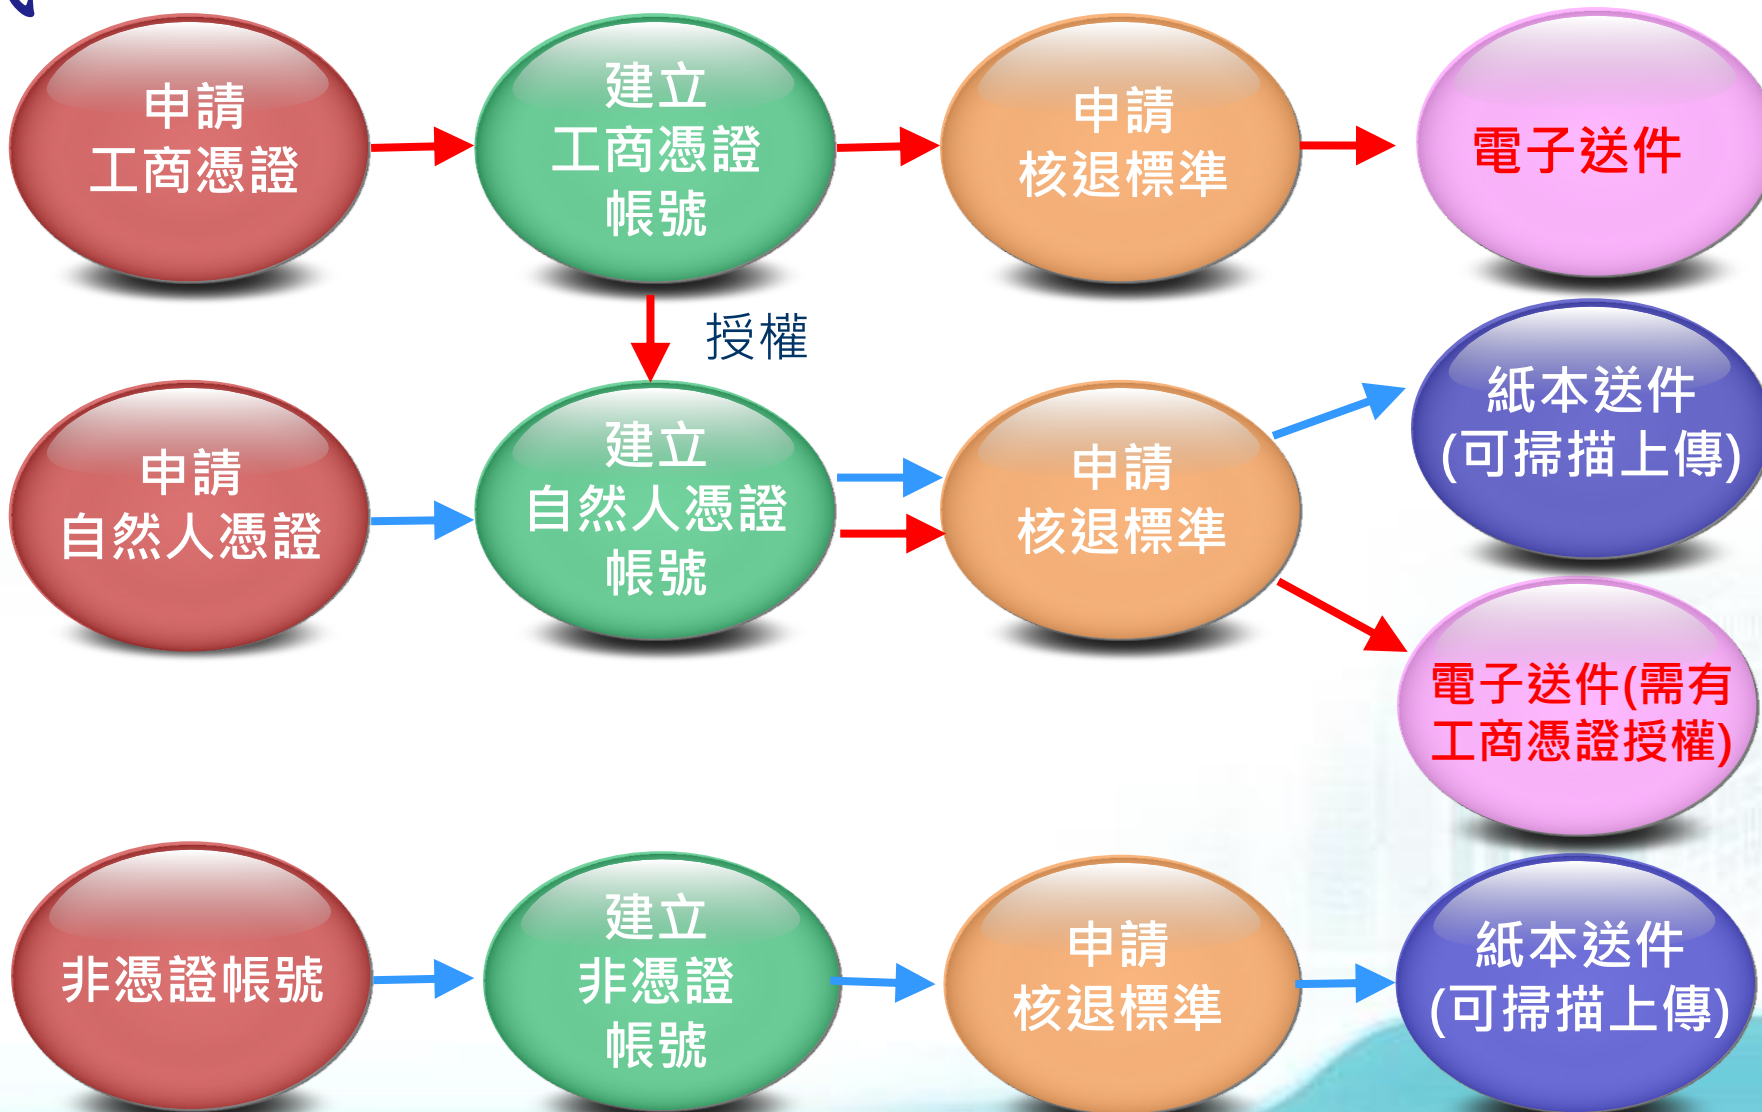 申請
工商憑證
建立
工商憑證
帳號
申請
核退標準
電子送件
授權
申請
自然人憑證
建立
自然人憑證
帳號
申請
核退標準
紙本送件
(可掃描上傳)
電子送件(需有
工商憑證授權)
非憑證帳號
建立
非憑證
帳號
申請
核退標準
紙本送件
(可掃描上傳)